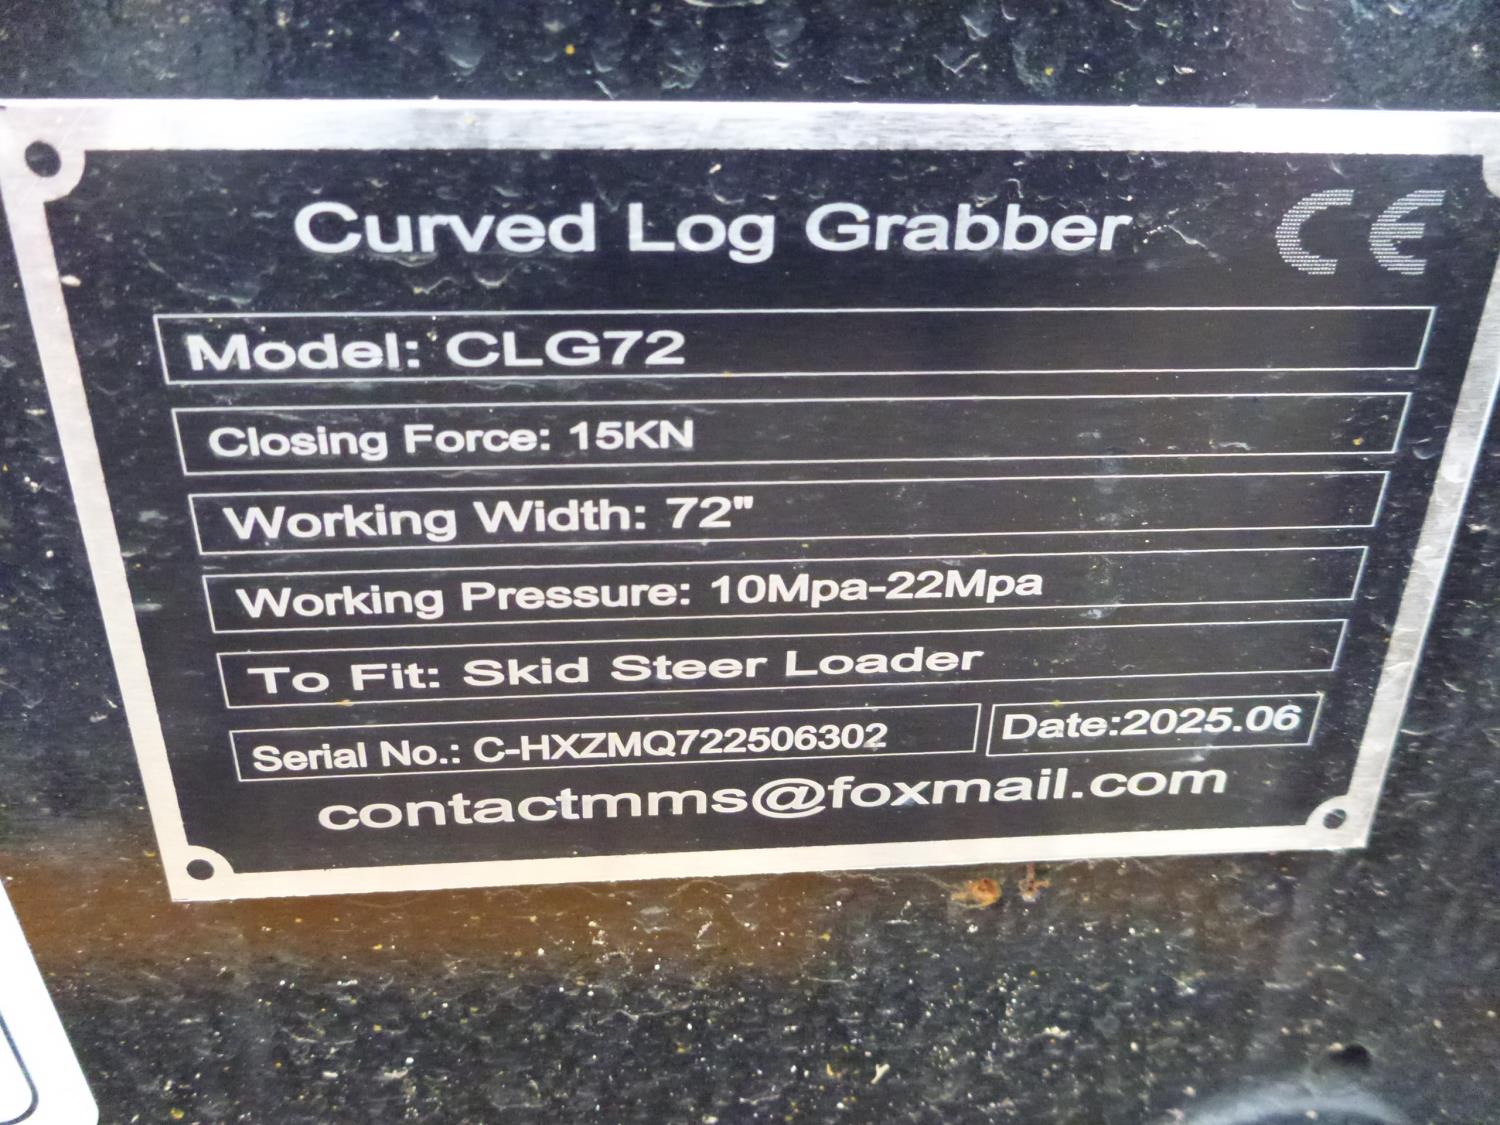 Curved Log Grabber CE
Model: CLG72
Closing Force: 15KN
Working Width: 72"
Working Pressure: 10Mpa-22Mpa
To Fit: Skid Steer Loader
Serial No.: C-HXZMQ722506302 Date:2025.06
contactmms@foxmail.com